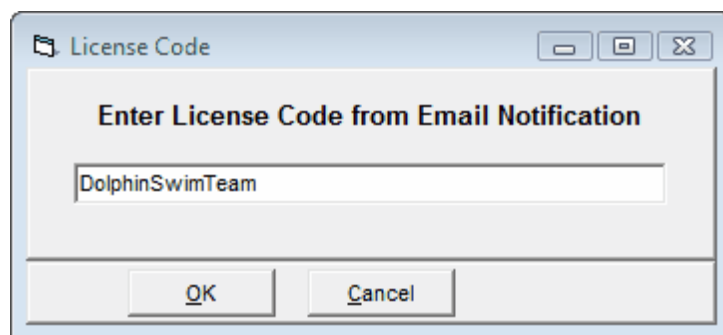 License Code
Enter License Code from Email Notification
DolphinSwimTeam
OK
Cancel